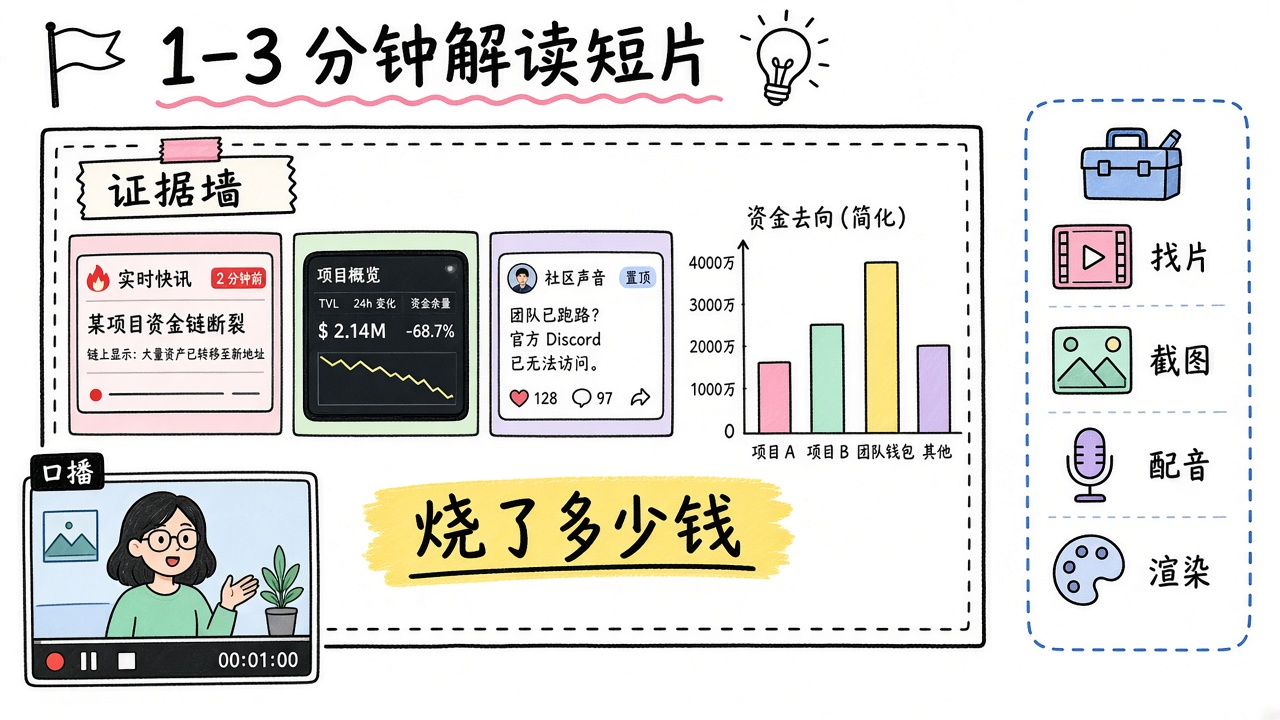 1-3 分钟解读短片
证据墙
实时快讯
2分钟前
某项目资金链断裂
链上显示：大量资产已转移至新地址
项目概览
TVL 24h 变化 资金余量
$ 2.14M -68.7%
社区声音
置顶
团队已跑路？
官方 Discord
已无法访问。
128 97
资金去向(简化)
4000万
3000万
2000万
1000万
0
项目A 项目B 团队钱包 其他
口播
烧了多少钱
00:01:00
找片
截图
配音
渲染